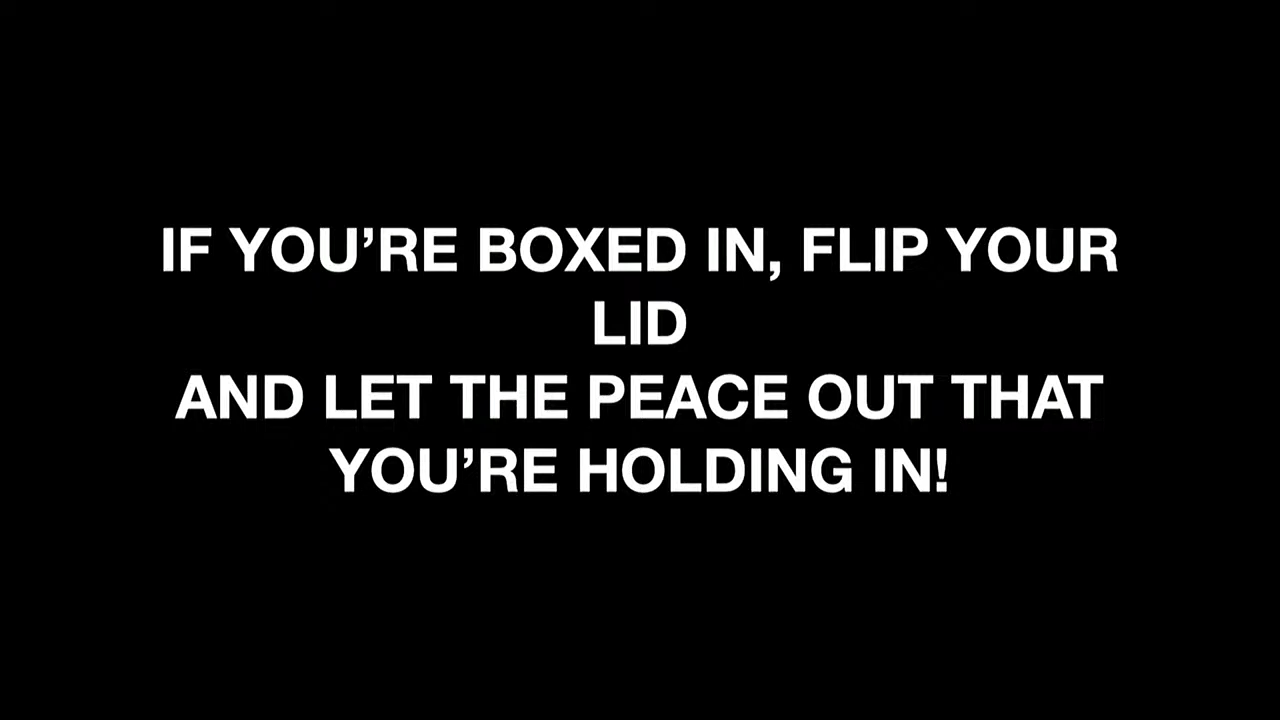 IF YOU’RE BOXED IN, FLIP YOUR
LID
AND LET THE PEACE OUT THAT
YOU’RE HOLDING IN!